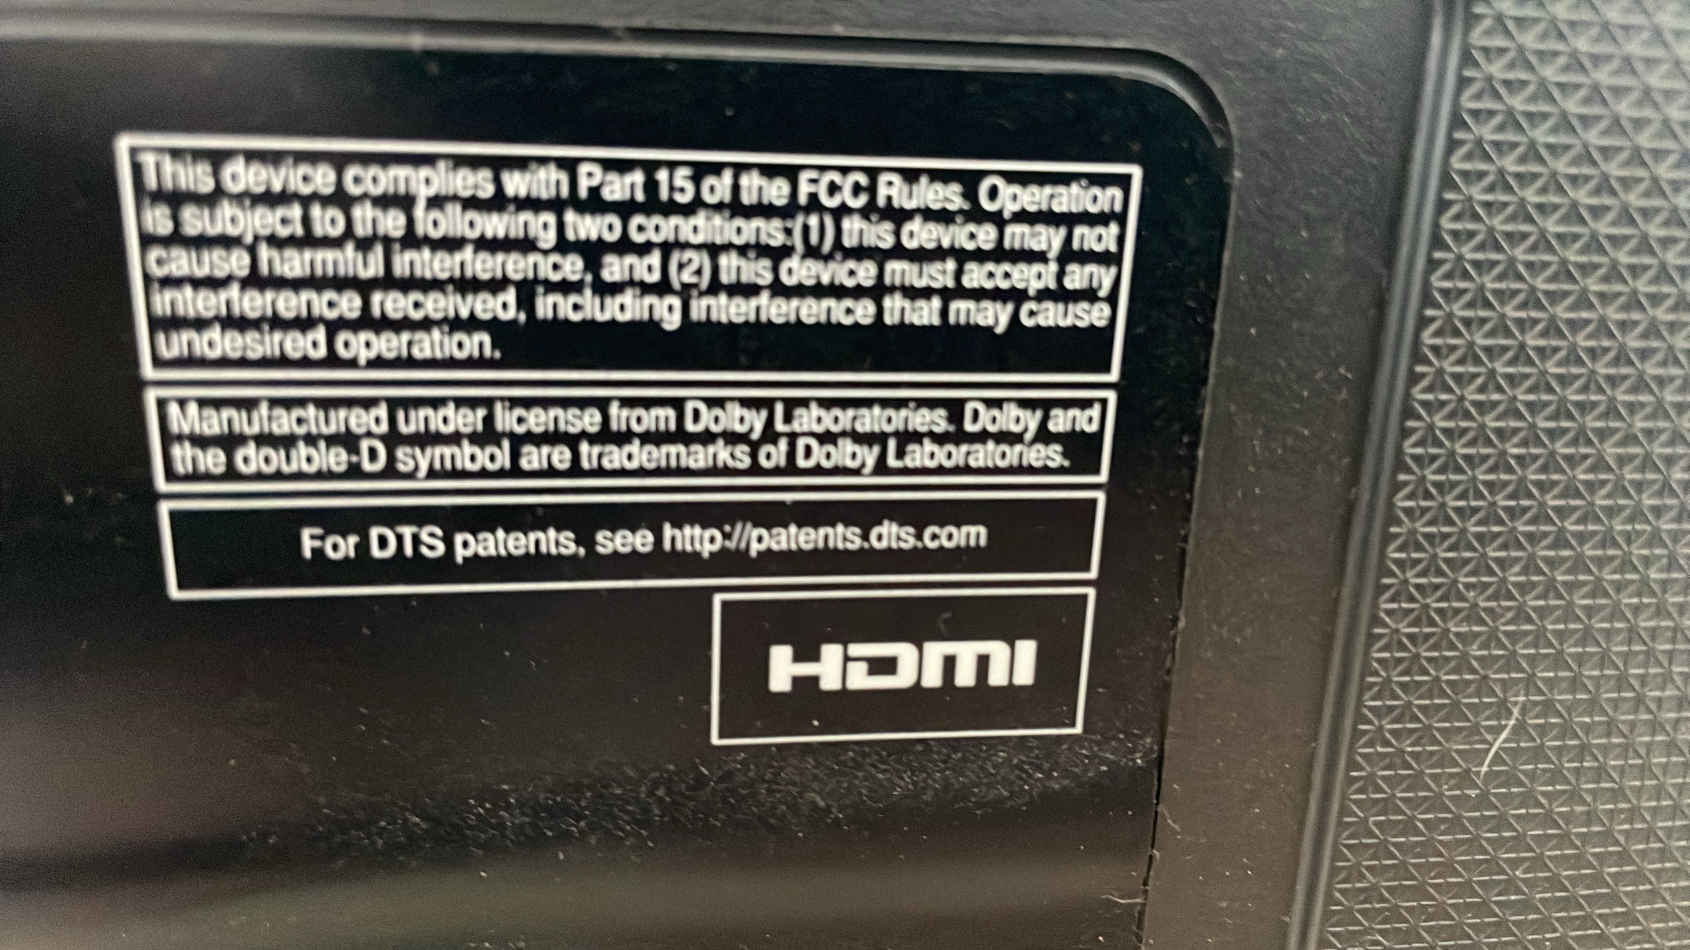 This device complies with Part 15 of the FCC Rules. Operation
is subject to the following two conditions:(1) this device may not
cause harmful interference, and (2) this device must accept any
interference received, including interference that may cause
undesired operation.
Manufactured under license from Dolby Laboratories. Dolby and
the double-D symbol are trademarks of Dolby Laboratories.
For DTS patents, see http://patents.dts.com
HDMI